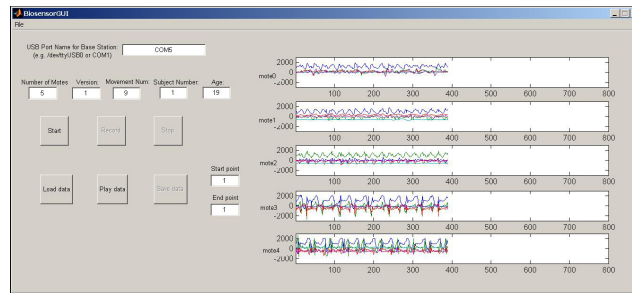 BiosensorGUI
File
USB Port Name for Base Station:
(e.g. /dev/ttyUSB0 or COM1)
COM5
Number of Motes Version: Movement Num: Subject Number: Age:
5 1 9 1 19
Start Record Stop
Load data Play data Save data
Start point
1
End point
1
2000
mote0 0
-2000
100 200 300 400 500 600 700 800
2000
mote1 0
-2000
100 200 300 400 500 600 700 800
2000
mote2 0
-2000
100 200 300 400 500 600 700 800
2000
mote3 0
-2000
100 200 300 400 500 600 700 800
2000
mote4 0
-2000
100 200 300 400 500 600 700 800